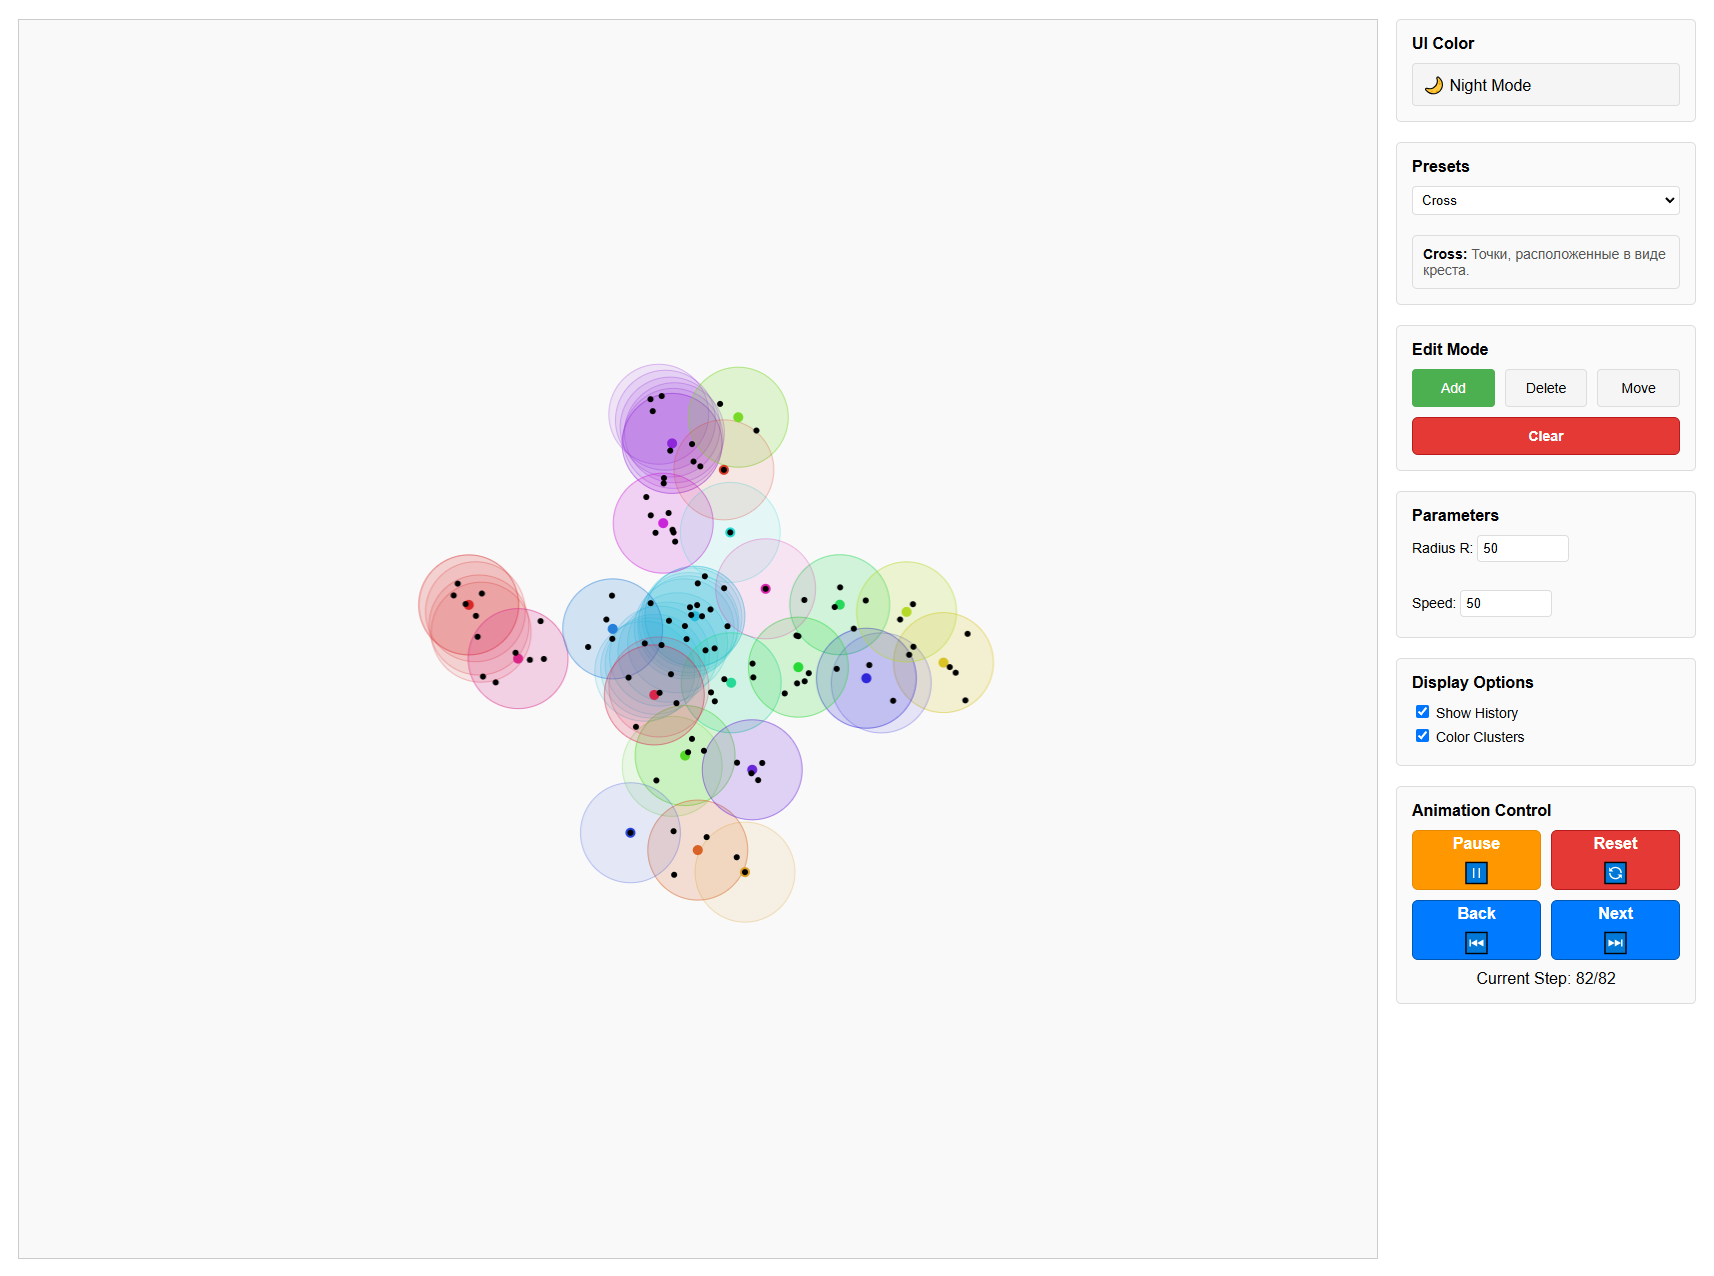 UI Color
🌙 Night Mode
Presets
Cross
Cross: Точки, расположенные в виде
креста.
Edit Mode
Add
Delete
Move
Clear
Parameters
Radius R: 50
Speed: 50
Display Options
Show History
Color Clusters
Animation Control
Pause
Reset
Back
Next
Current Step: 82/82